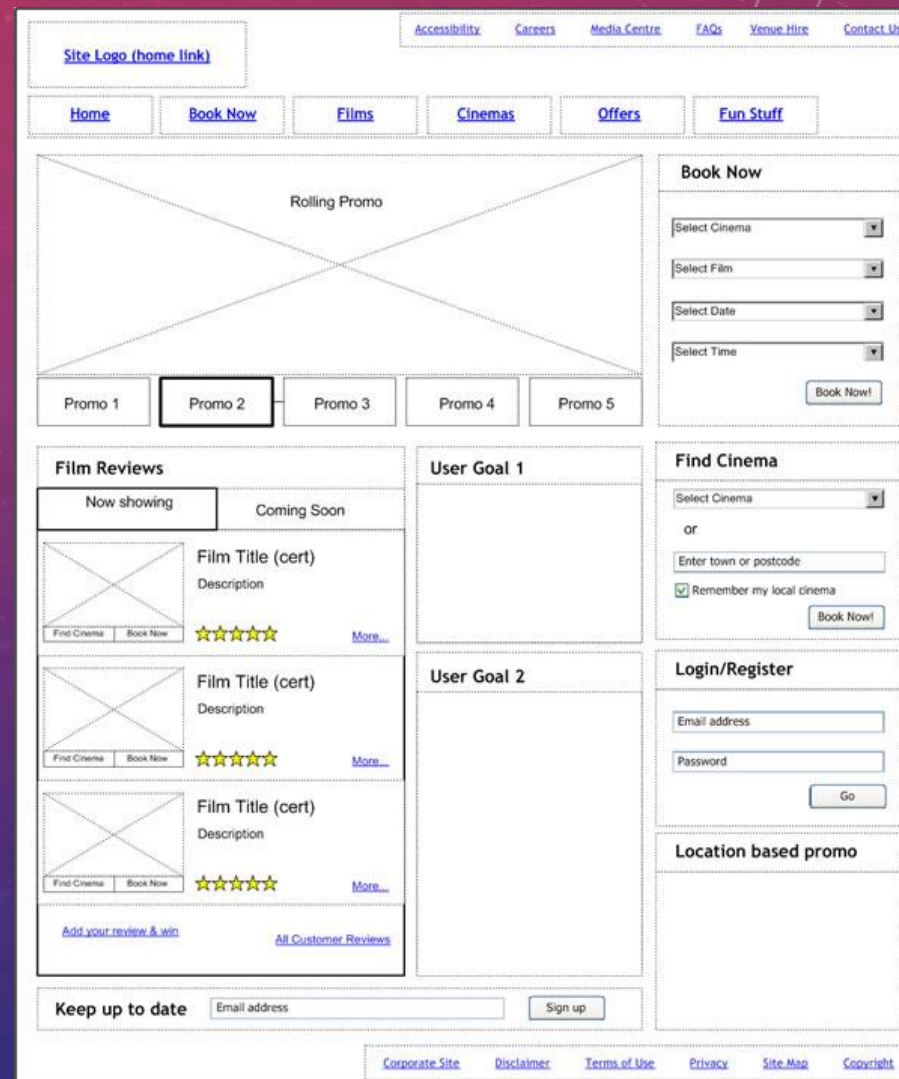 Accessibility Careers Media Centre FAQs Venue Hire Contact Us
Site Logo (home link)
Home Book Now Films Cinemas Offers Fun Stuff
Rolling Promo
Promo 1 Promo 2 Promo 3 Promo 4 Promo 5
Book Now
Select Cinema
Select Film
Select Date
Select Time
Book Now!
Film Reviews
Now showing Coming Soon
Film Title (cert)
Description
Find Cinema Book Now More...
Film Title (cert)
Description
Find Cinema Book Now More...
Film Title (cert)
Description
Find Cinema Book Now More...
Add your review & win All Customer Reviews
User Goal 1
User Goal 2
Find Cinema
Select Cinema
or
Enter town or postcode
Remember my local cinema
Book Now!
Login/Register
Email address
Password
Go
Location based promo
Keep up to date Email address Sign up
Corporate Site Disclaimer Terms of Use Privacy Site Map Copyright